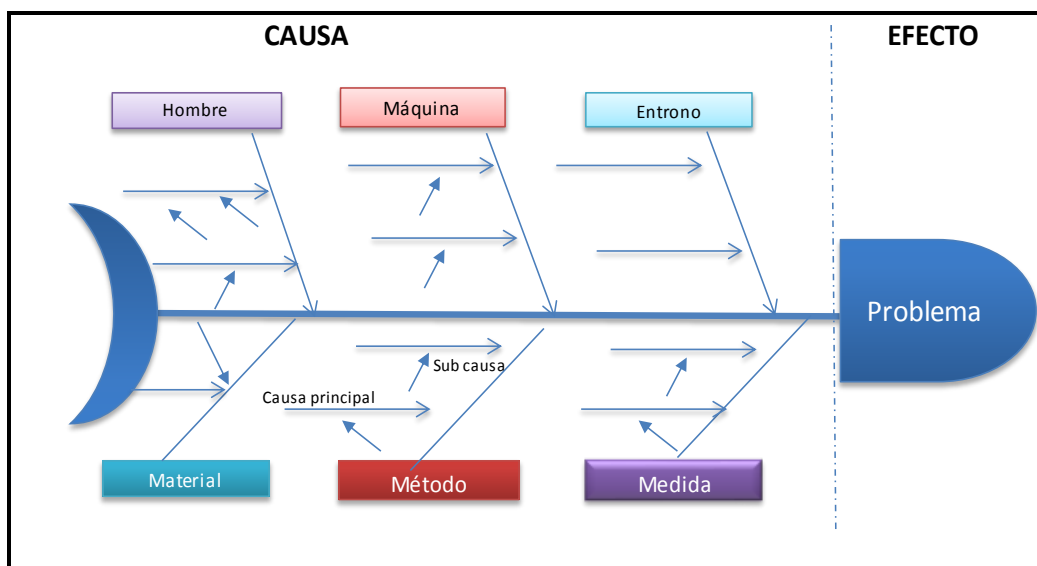 CAUSA
EFECTO
Hombre
Máquina
Entrono
Problema
Sub causa
Causa principal
Material
Método
Medida